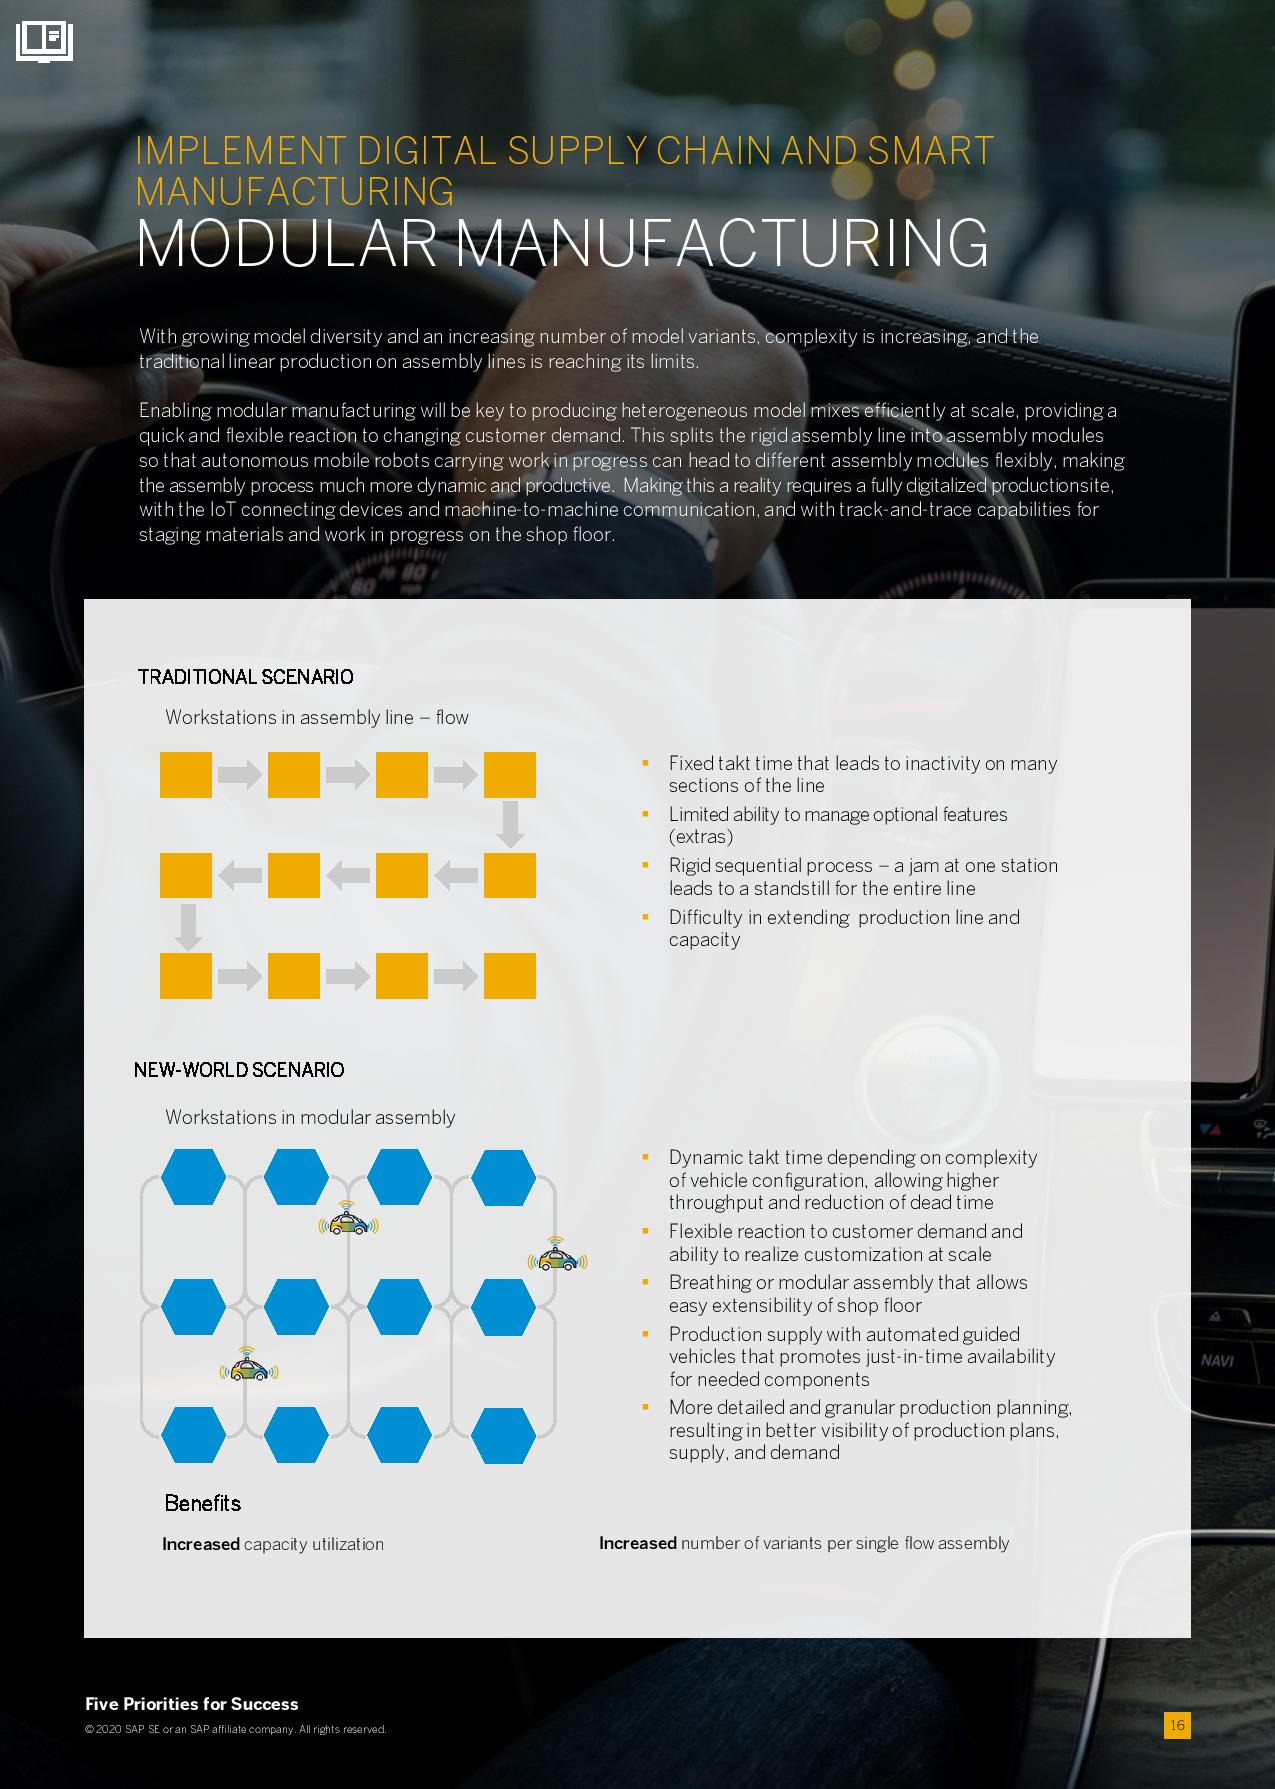 IMPLEMENT DIGITAL SUPPLY CHAIN AND SMART
MANUFACTURING
MODULAR MANUFACTURING
With growing model diversity and an increasing number of model variants, complexity is increasing, and the
traditional linear production on assembly lines is reaching its limits.
Enabling modular manufacturing will be key to producing heterogeneous model mixes efficiently at scale, providing a
quick and flexible reaction to changing customer demand. This splits the rigid assembly line into assembly modules
so that autonomous mobile robots carrying work in progress can head to different assembly modules flexibly, making
the assembly process much more dynamic and productive. Making this a reality requires a fully digitalized production site,
with the IoT connecting devices and machine-to-machine communication, and with track-and-trace capabilities for
staging materials and work in progress on the shop floor.
60 80
TRADITIONAL SCENARIO
Workstations in assembly line – flow
Fixed takt time that leads to inactivity on many
sections of the line
Limited ability to manage optional features
(extras)
Rigid sequential process – a jam at one station
leads to a standstill for the entire line
Difficulty in extending production line and
capacity
NEW-WORLD SCENARIO
Workstations in modular assembly
Dynamic takt time depending on complexity
of vehicle configuration, allowing higher
throughput and reduction of dead time
Flexible reaction to customer demand and
ability to realize customization at scale
Breathing or modular assembly that allows
easy extensibility of shop floor
Production supply with automated guided
vehicles that promotes just-in-time availability
for needed components
More detailed and granular production planning,
resulting in better visibility of production plans,
supply, and demand
NAVI
Benefits
Increased capacity utilization
Increased number of variants per single flow assembly
Five Priorities for Success
© 2020 SAP SE or an SAP affiliate company. All rights reserved.
16